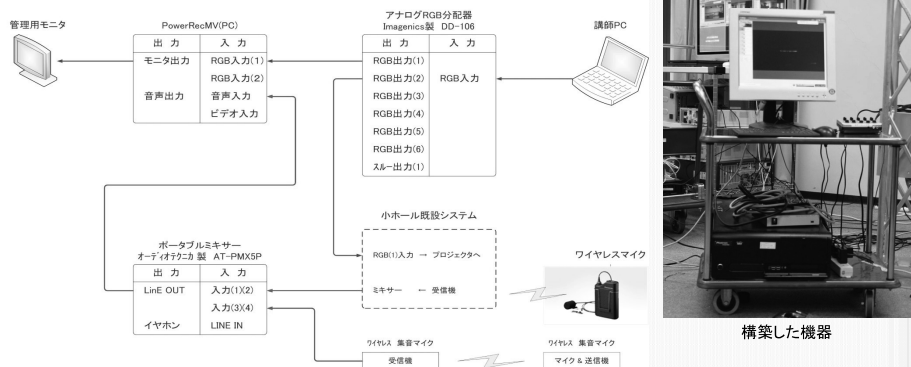 管理用モニタ
PowerRecMV(PC)
出 力 入 力
モニタ出力 RGB入力(1)
RGB入力(2)
音声出力 音声入力
ビデオ入力
アナログRGB分配器
Imagenics製 DD-106
出 力 入 力
RGB出力(1)
RGB出力(2) RGB入力
RGB出力(3)
RGB出力(4)
RGB出力(5)
RGB出力(6)
スルー出力(1)
講師PC
小ホール既設システム
RGB(1)入力 → プロジェクタへ
ミキサー ← 受信機
ワイヤレスマイク
ポータブルミキサー
オーディオテクニカ 製 AT-PMX5P
出 力 入 力
LinE OUT 入力(1)(2)
入力(3)(4)
イヤホン LINE IN
ワイヤレス 集音マイク
受信機
ワイヤレス 集音マイク
マイク & 送信機
構築した機器